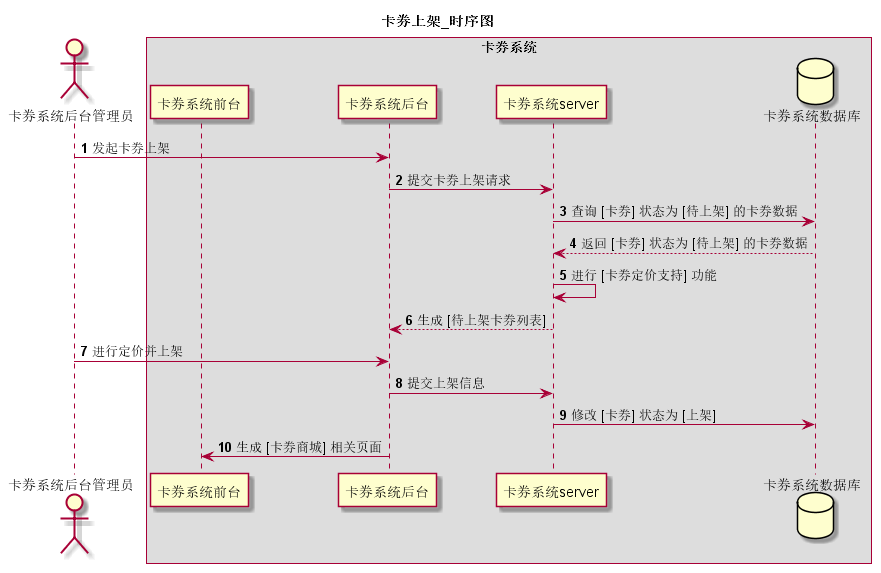 卡券上架_时序图
卡券系统
卡券系统后台管理员
卡券系统前台
卡券系统后台
卡券系统server
卡券系统数据库
1 发起卡券上架
2 提交卡券上架请求
3 查询 [卡券] 状态为 [待上架] 的卡券数据
4 返回 [卡券] 状态为 [待上架] 的卡券数据
5 进行 [卡券定价支持] 功能
6 生成 [待上架卡券列表]
7 进行定价并上架
8 提交上架信息
9 修改 [卡券] 状态为 [上架]
10 生成 [卡券商城] 相关页面
卡券系统后台管理员
卡券系统前台
卡券系统后台
卡券系统server
卡券系统数据库